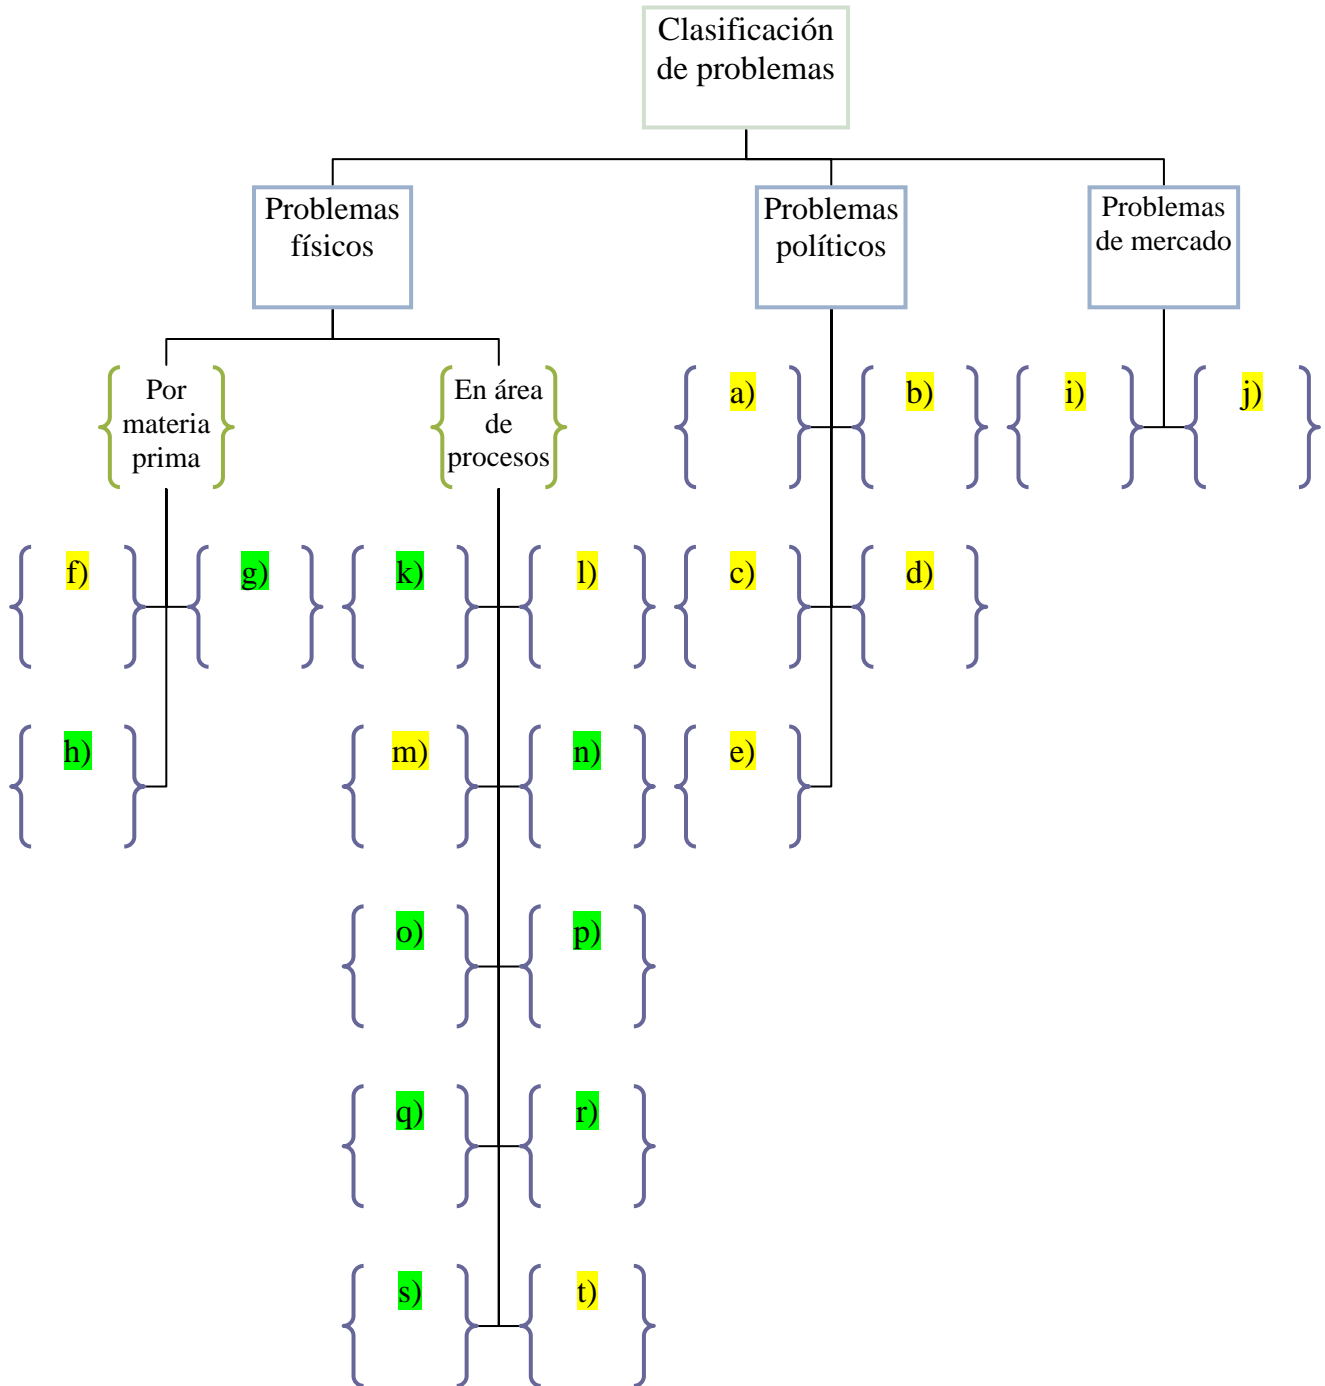 Clasificación
de problemas
Problemas
físicos
Problemas
políticos
Problemas
de mercado
Por
materia
prima
En área
de
procesos
a)
b)
i)
j)
f)
g)
k)
l)
c)
d)
h)
m)
n)
e)
o)
p)
q)
r)
s)
t)